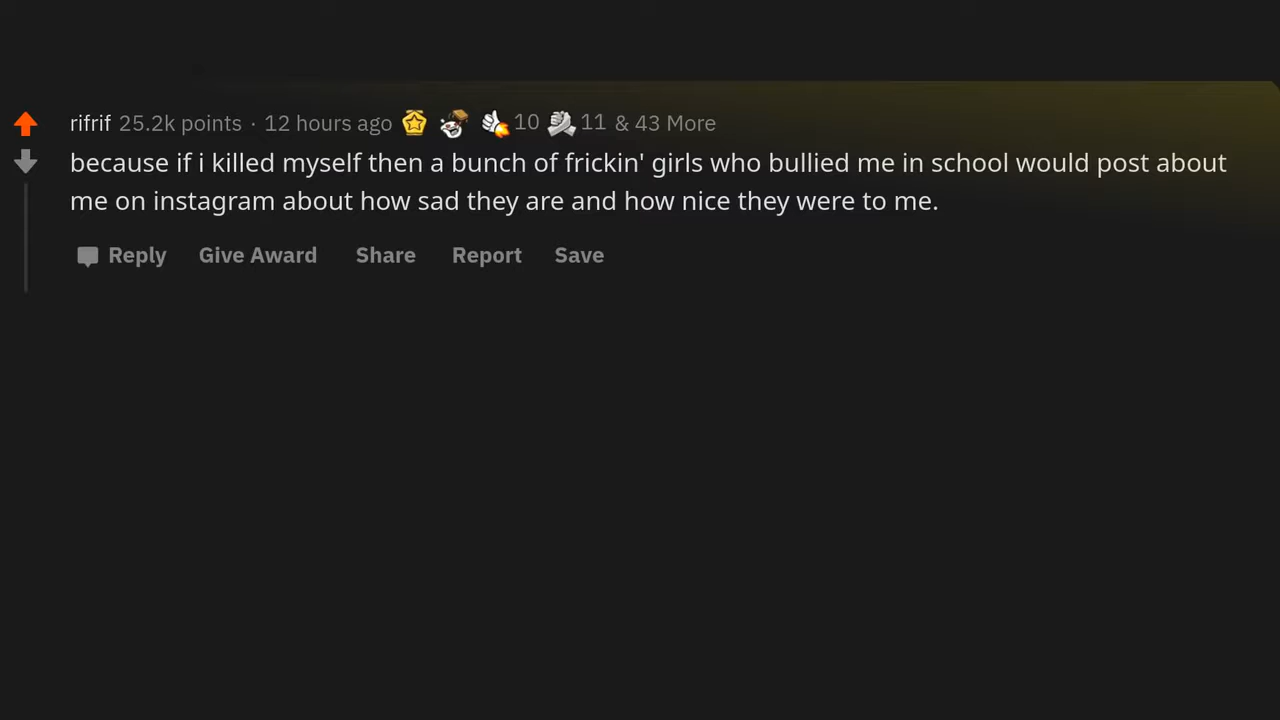 rifrif 25.2k points · 12 hours ago 10 11 & 43 More
because if i killed myself then a bunch of frickin' girls who bullied me in school would post about
me on instagram about how sad they are and how nice they were to me.
Reply Give Award Share Report Save